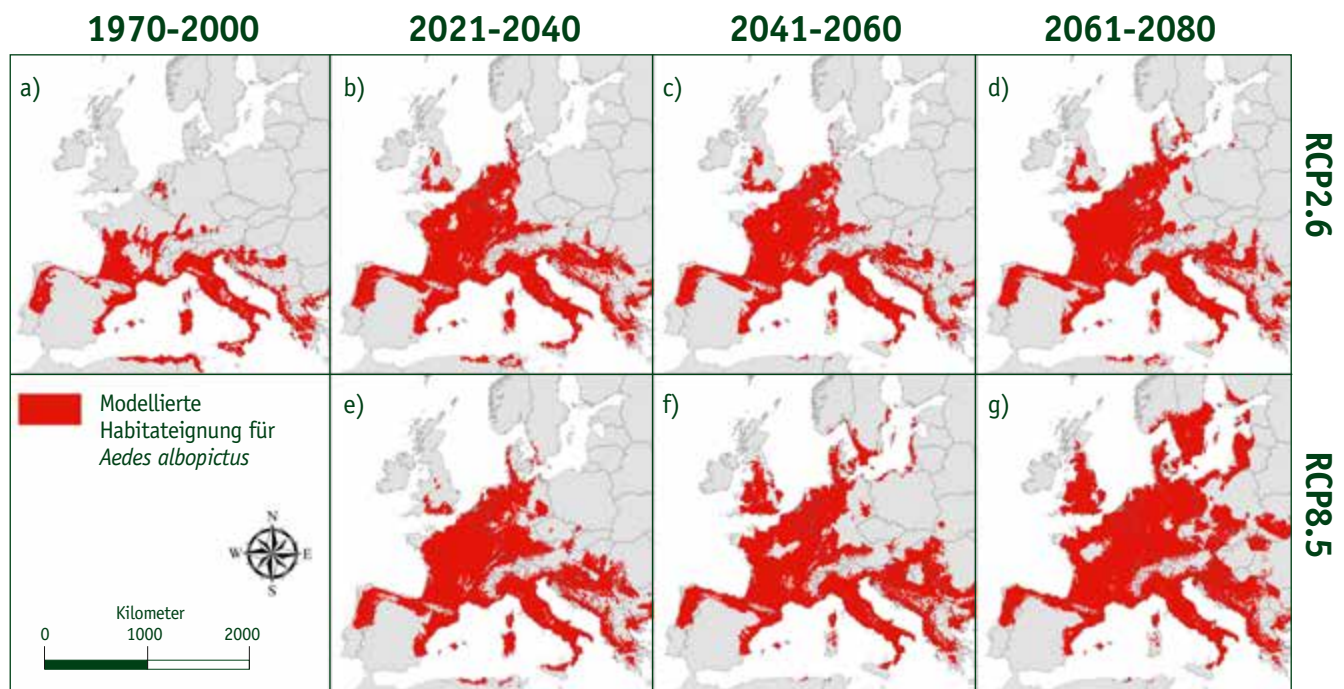 1970-2000
2021-2040
2041-2060
2061-2080
a)
b)
c)
d)
RCP2.6
Modellierte
Habitateignung für
Aedes albopictus
N
W
E
S
Kilometer
0
1000
2000
e)
f)
g)
RCP8.5